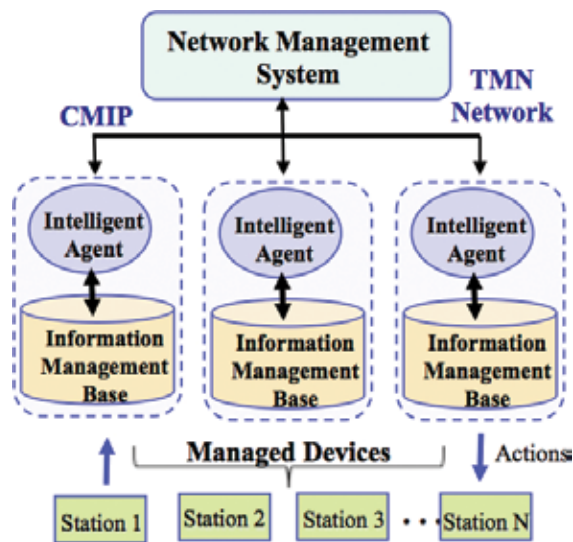 Network Management
System
CMIP
TMN
Network
Intelligent
Agent
Information
Management
Base
Intelligent
Agent
Information
Management
Base
Intelligent
Agent
Information
Management
Base
Managed Devices
Actions
Station 1
Station 2
Station 3
...
Station N